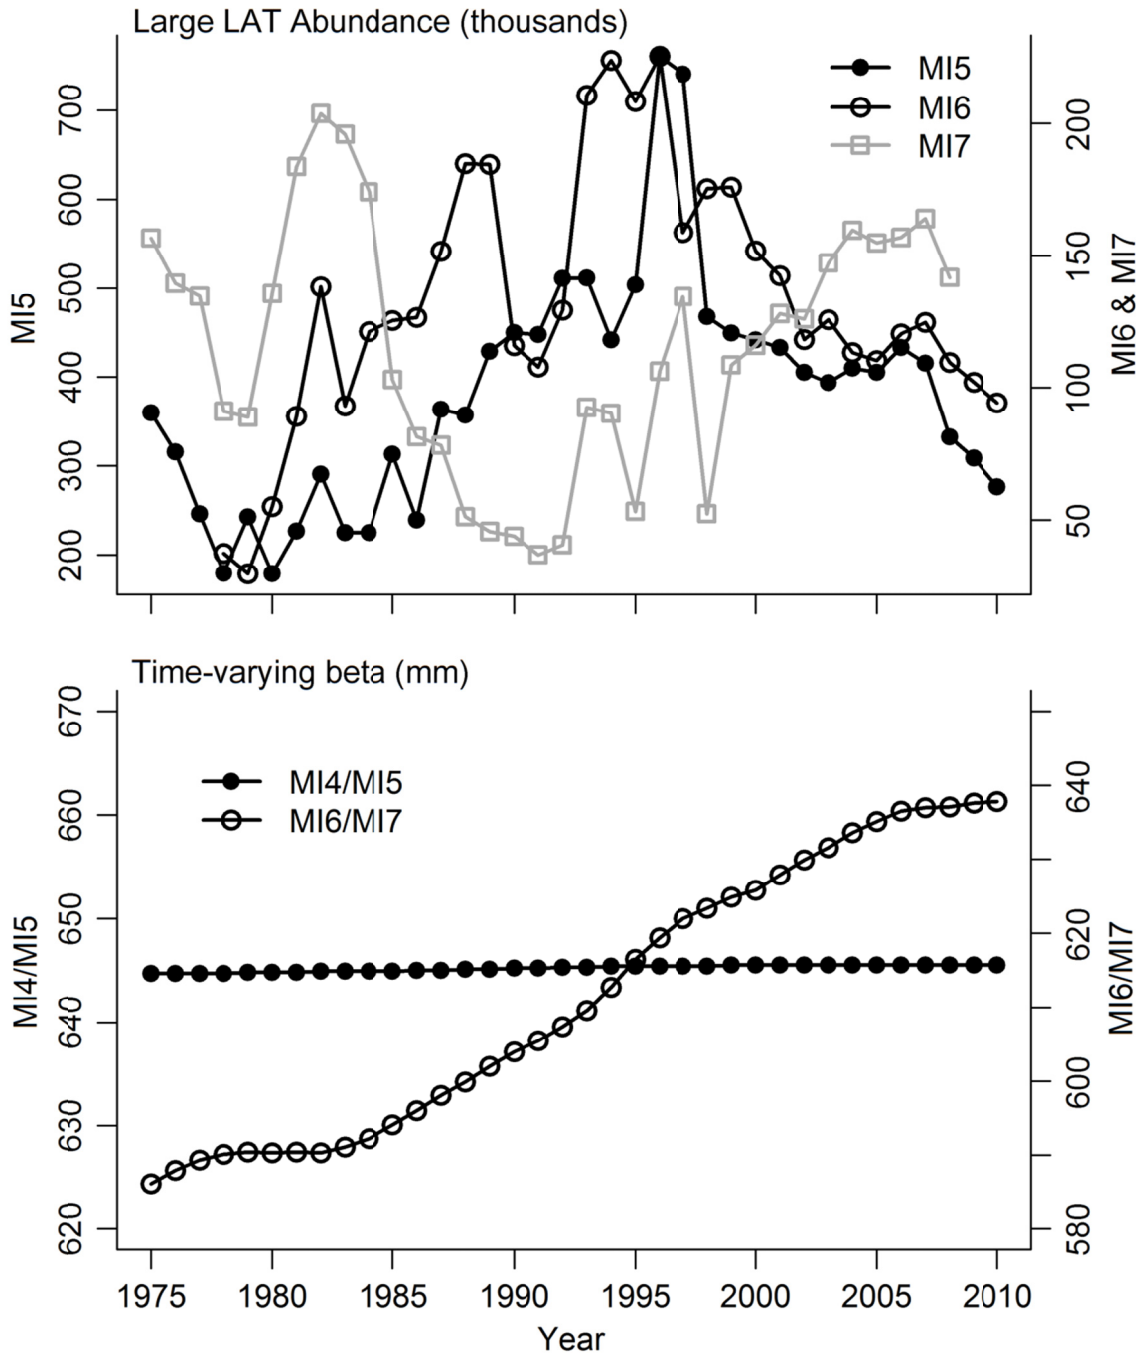 Large LAT Abundance (thousands)
MI5
MI6
MI7
700
600
500
400
300
200
MI5
200
150
100
50
MI6 & MI7
Time-varying beta (mm)
MI4/MI5
MI6/MI7
670
660
650
640
630
620
MI4/MI5
640
620
600
580
MI6/MI7
1975 1980 1985 1990 1995 2000 2005 2010
Year